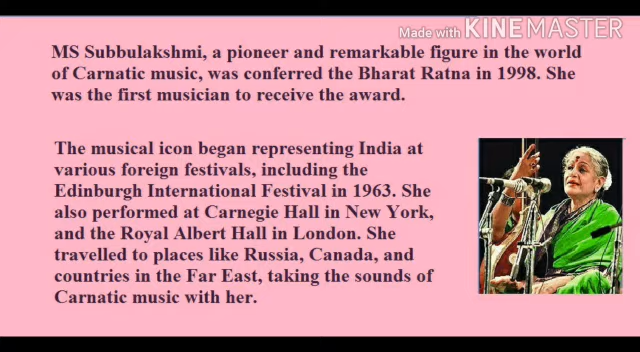 Made with KINEMASTER
MS Subbulakshmi, a pioneer and remarkable figure in the world
of Carnatic music, was conferred the Bharat Ratna in 1998. She
was the first musician to receive the award.
The musical icon began representing India at
various foreign festivals, including the
Edinburgh International Festival in 1963. She
also performed at Carnegie Hall in New York,
and the Royal Albert Hall in London. She
travelled to places like Russia, Canada, and
countries in the Far East, taking the sounds of
Carnatic music with her.